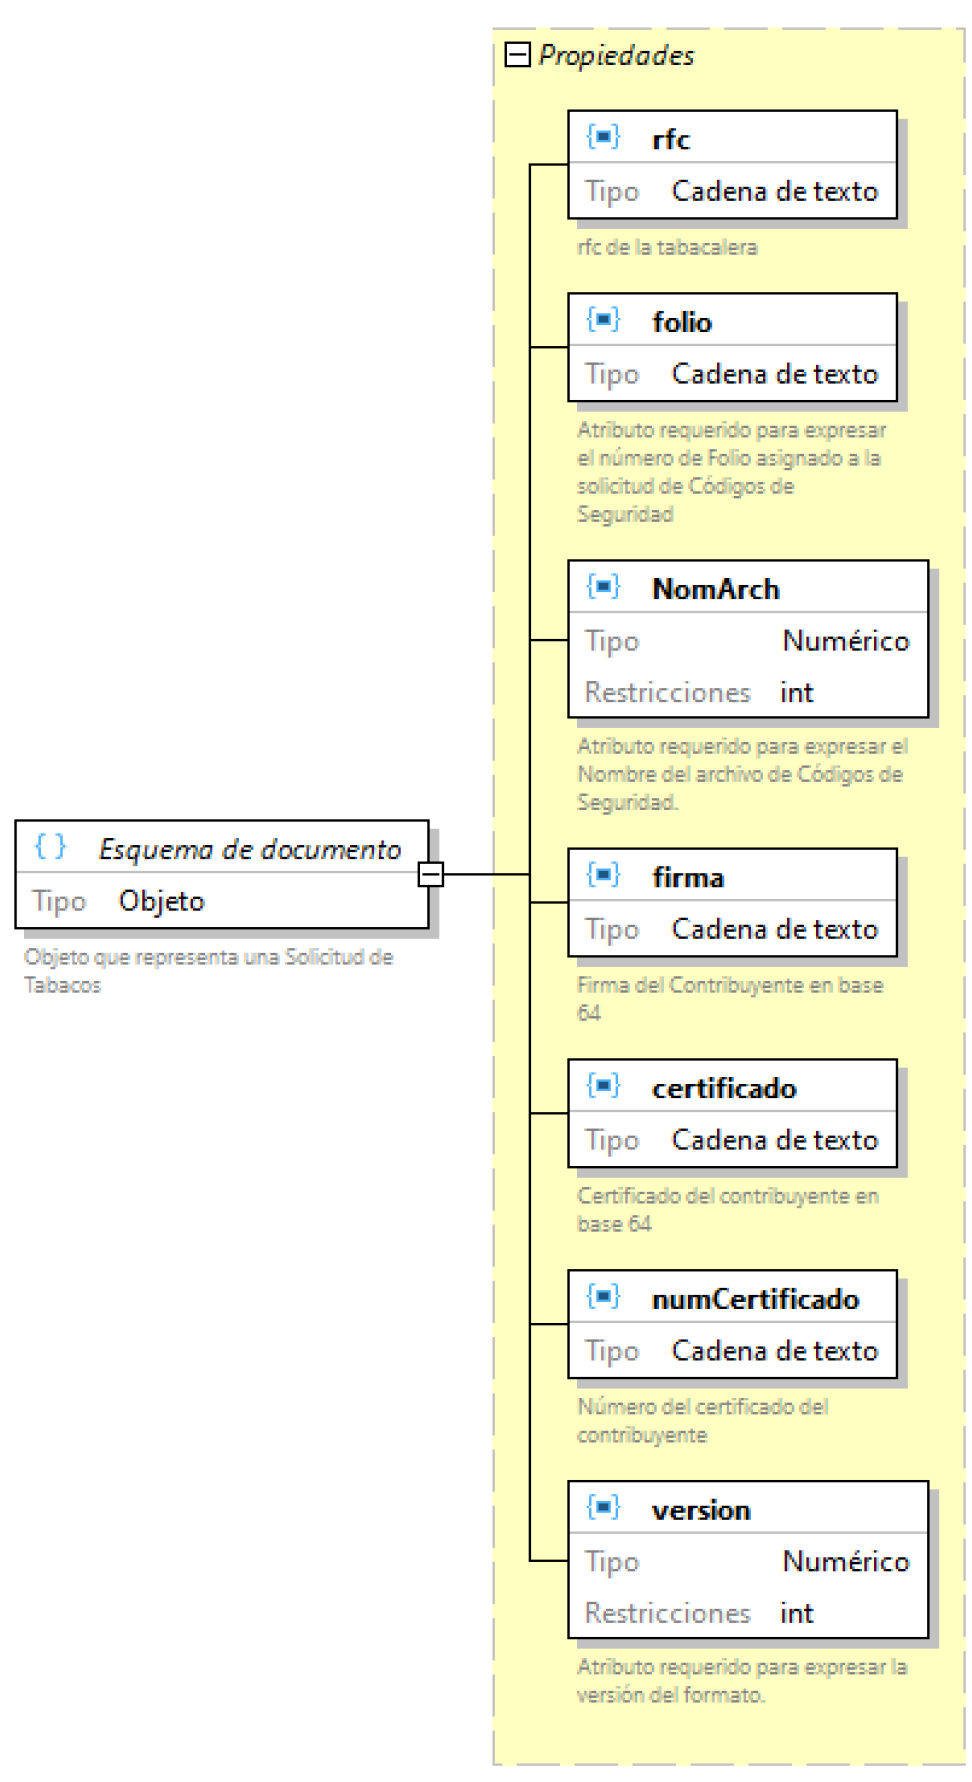 Propiedades
rfc
Tipo Cadena de texto
rfc de la tabacalera
folio
Tipo Cadena de texto
Atributo requerido para expresar
el número de Folio asignado a la
solicitud de Códigos de
Seguridad
NomArch
Tipo Numérico
Restricciones int
Atributo requerido para expresar el
Nombre del archivo de Códigos de
Seguridad.
Esquema de documento
Tipo Objeto
Objeto que representa una Solicitud de
Tabacos
firma
Tipo Cadena de texto
Firma del Contribuyente en base
64
certificado
Tipo Cadena de texto
Certificado del contribuyente en
base 64
numCertificado
Tipo Cadena de texto
Número del certificado del
contribuyente
version
Tipo Numérico
Restricciones int
Atributo requerido para expresar la
versión del formato.